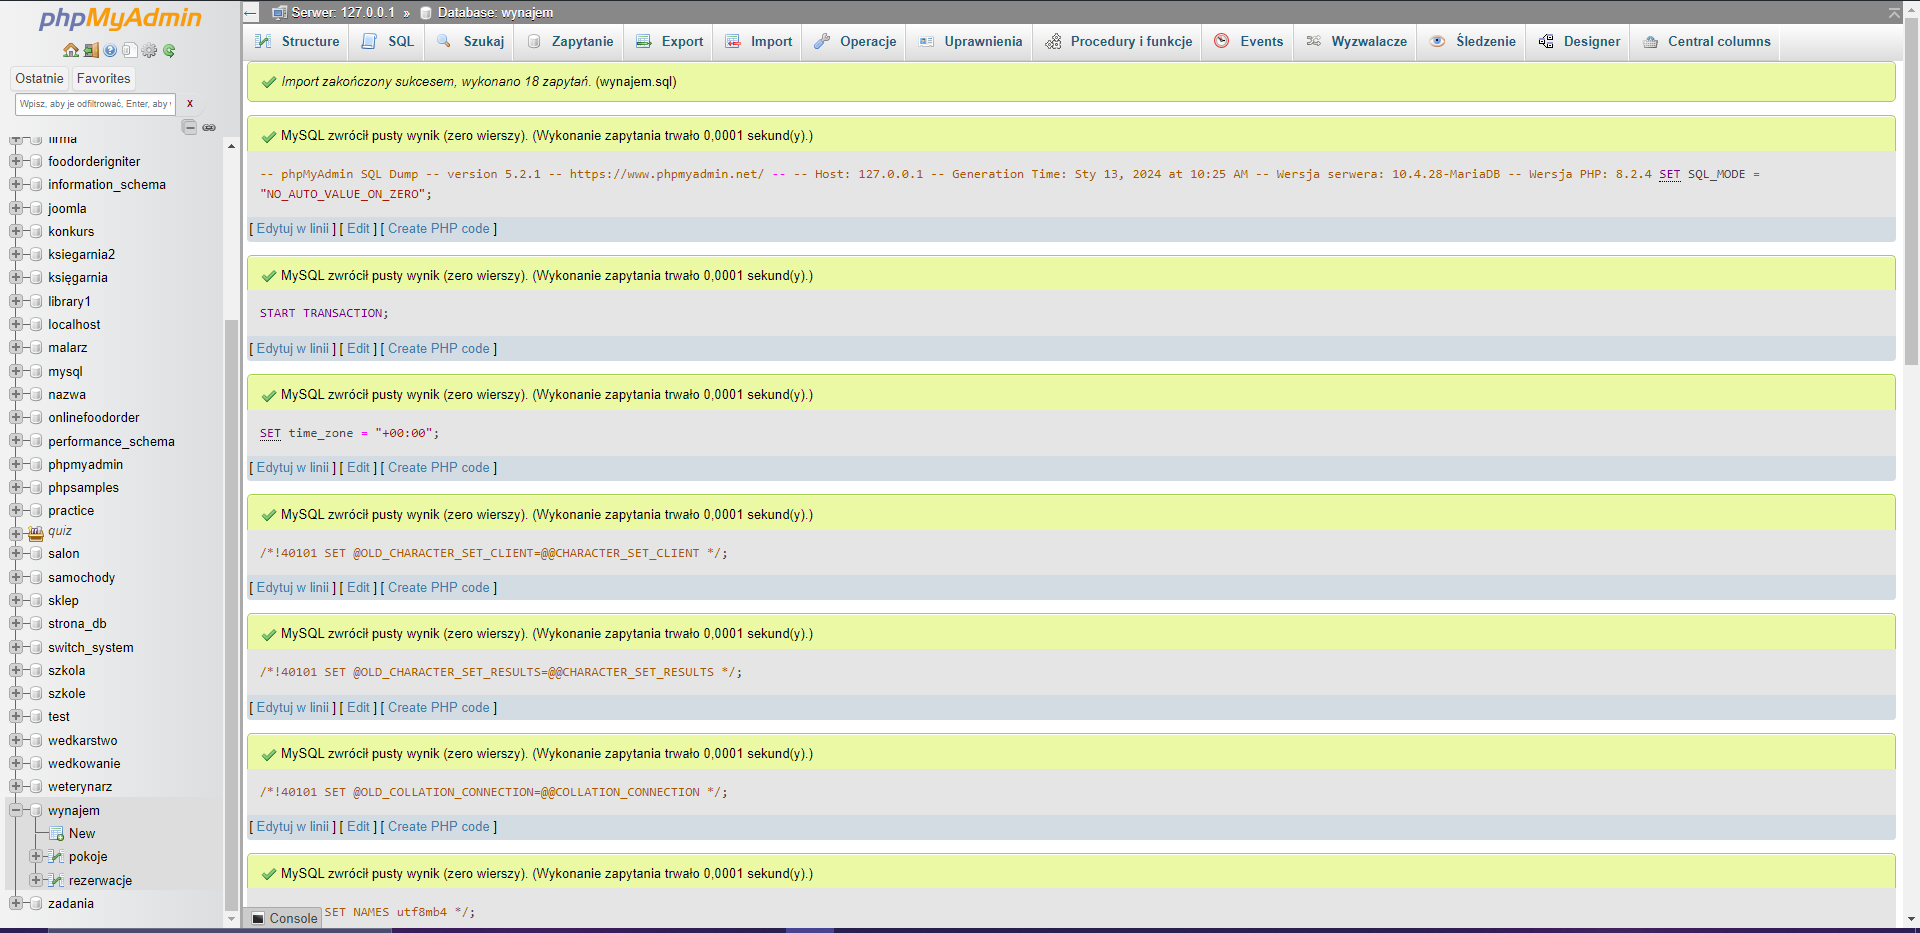 phpMyAdmin
Ostatnie Favorites
Wpisz, aby je odfiltrować, Enter, aby X
firma
foodorderigniter
information_schema
joomla
konkurs
ksiegarnia2
księgarnia
library1
localhost
malarz
mysql
nazwa
onlinefoodorder
performance_schema
phpmyadmin
phpsamples
practice
quiz
salon
samochody
sklep
strona_db
switch_system
szkola
szkole
test
wedkarstwo
wedkowanie
weterynarz
wynajem
New
pokoje
rezerwacje
zadania
Serwer: 127.0.0.1 » Database: wynajem
Structure SQL Szukaj Zapytanie Export Import Operacje Uprawnienia Procedury i funkcje Events Wyzwalacze Śledzenie Designer Central columns
Import zakończony sukcesem, wykonano 18 zapytań. (wynajem.sql)
MySQL zwrócił pusty wynik (zero wierszy). (Wykonanie zapytania trwało 0,0001 sekund(y).)
-- phpMyAdmin SQL Dump -- version 5.2.1 -- https://www.phpmyadmin.net/ -- -- Host: 127.0.0.1 -- Generation Time: Sty 13, 2024 at 10:25 AM -- Wersja serwera: 10.4.28-MariaDB -- Wersja PHP: 8.2.4 SET SQL_MODE =
"NO_AUTO_VALUE_ON_ZERO";
[ Edytuj w linii ] [ Edit ] [ Create PHP code ]
MySQL zwrócił pusty wynik (zero wierszy). (Wykonanie zapytania trwało 0,0001 sekund(y).)
START TRANSACTION;
[ Edytuj w linii ] [ Edit ] [ Create PHP code ]
MySQL zwrócił pusty wynik (zero wierszy). (Wykonanie zapytania trwało 0,0001 sekund(y).)
SET time_zone = "+00:00";
[ Edytuj w linii ] [ Edit ] [ Create PHP code ]
MySQL zwrócił pusty wynik (zero wierszy). (Wykonanie zapytania trwało 0,0001 sekund(y).)
/*!40101 SET @OLD_CHARACTER_SET_CLIENT=@@CHARACTER_SET_CLIENT */;
[ Edytuj w linii ] [ Edit ] [ Create PHP code ]
MySQL zwrócił pusty wynik (zero wierszy). (Wykonanie zapytania trwało 0,0001 sekund(y).)
/*!40101 SET @OLD_CHARACTER_SET_RESULTS=@@CHARACTER_SET_RESULTS */;
[ Edytuj w linii ] [ Edit ] [ Create PHP code ]
MySQL zwrócił pusty wynik (zero wierszy). (Wykonanie zapytania trwało 0,0001 sekund(y).)
/*!40101 SET @OLD_COLLATION_CONNECTION=@@COLLATION_CONNECTION */;
[ Edytuj w linii ] [ Edit ] [ Create PHP code ]
MySQL zwrócił pusty wynik (zero wierszy). (Wykonanie zapytania trwało 0,0001 sekund(y).)
SET NAMES utf8mb4 */;
Console